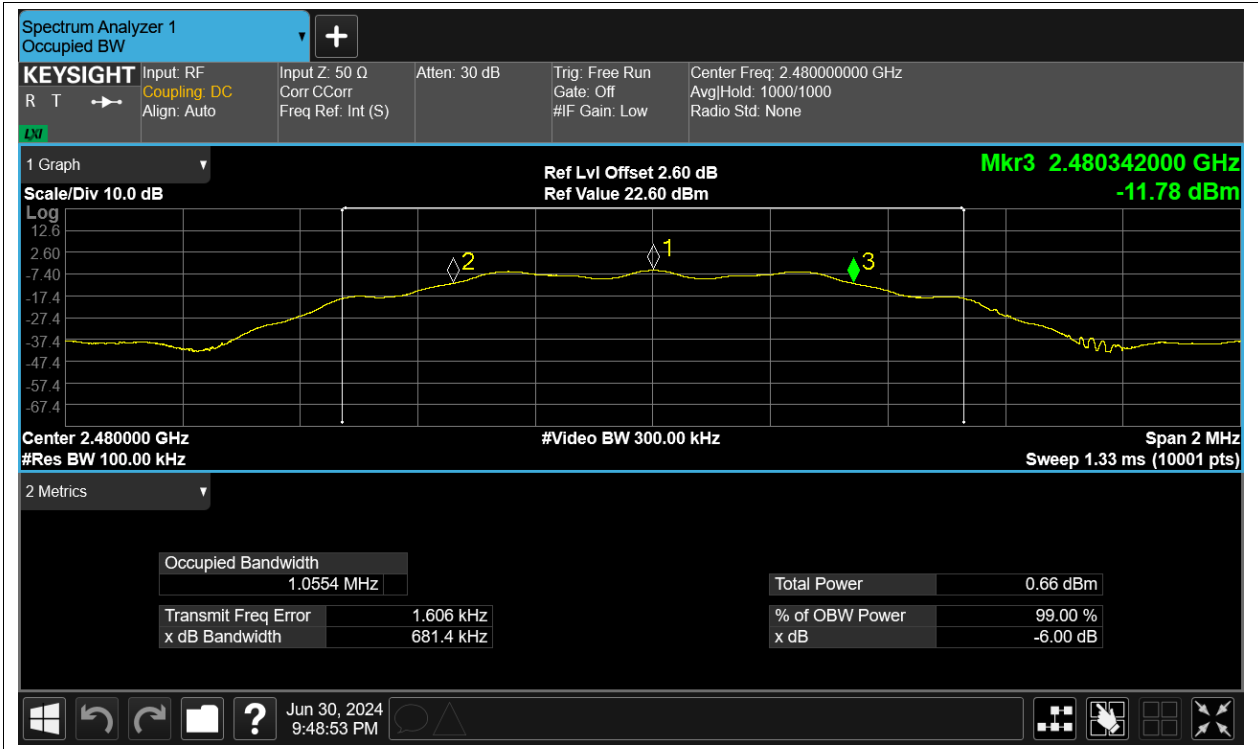 Spectrum Analyzer 1
Occupied BW
KEYSIGHT
R T
LXI
Input: RF
Coupling: DC
Align: Auto
Input Z: 50 Ω
Corr CCorr
Freq Ref: Int (S)
Atten: 30 dB
Trig: Free Run
Gate: Off
#IF Gain: Low
Center Freq: 2.480000000 GHz
Avg|Hold: 1000/1000
Radio Std: None
1 Graph
Scale/Div 10.0 dB
Ref Lvl Offset 2.60 dB
Ref Value 22.60 dBm
Mkr3 2.480342000 GHz
-11.78 dBm
Log
12.6
2.60
-7.40
-17.4
-27.4
-37.4
-47.4
-57.4
-67.4
2
1
3
Center 2.480000 GHz
#Res BW 100.00 kHz
#Video BW 300.00 kHz
Span 2 MHz
Sweep 1.33 ms (10001 pts)
2 Metrics
Occupied Bandwidth
1.0554 MHz
Transmit Freq Error 1.606 kHz
x dB Bandwidth 681.4 kHz
Total Power 0.66 dBm
% of OBW Power 99.00 %
x dB -6.00 dB
?
Jun 30, 2024
9:48:53 PM